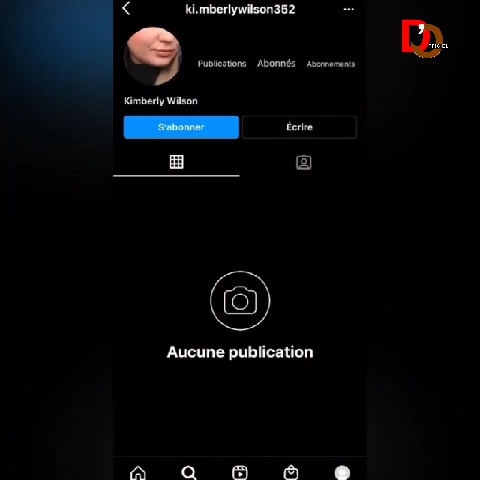 ki.mberlywilson352
Publications Abonnés Abonnements
Kimberly Wilson
S'abonner Écrire
Aucune publication